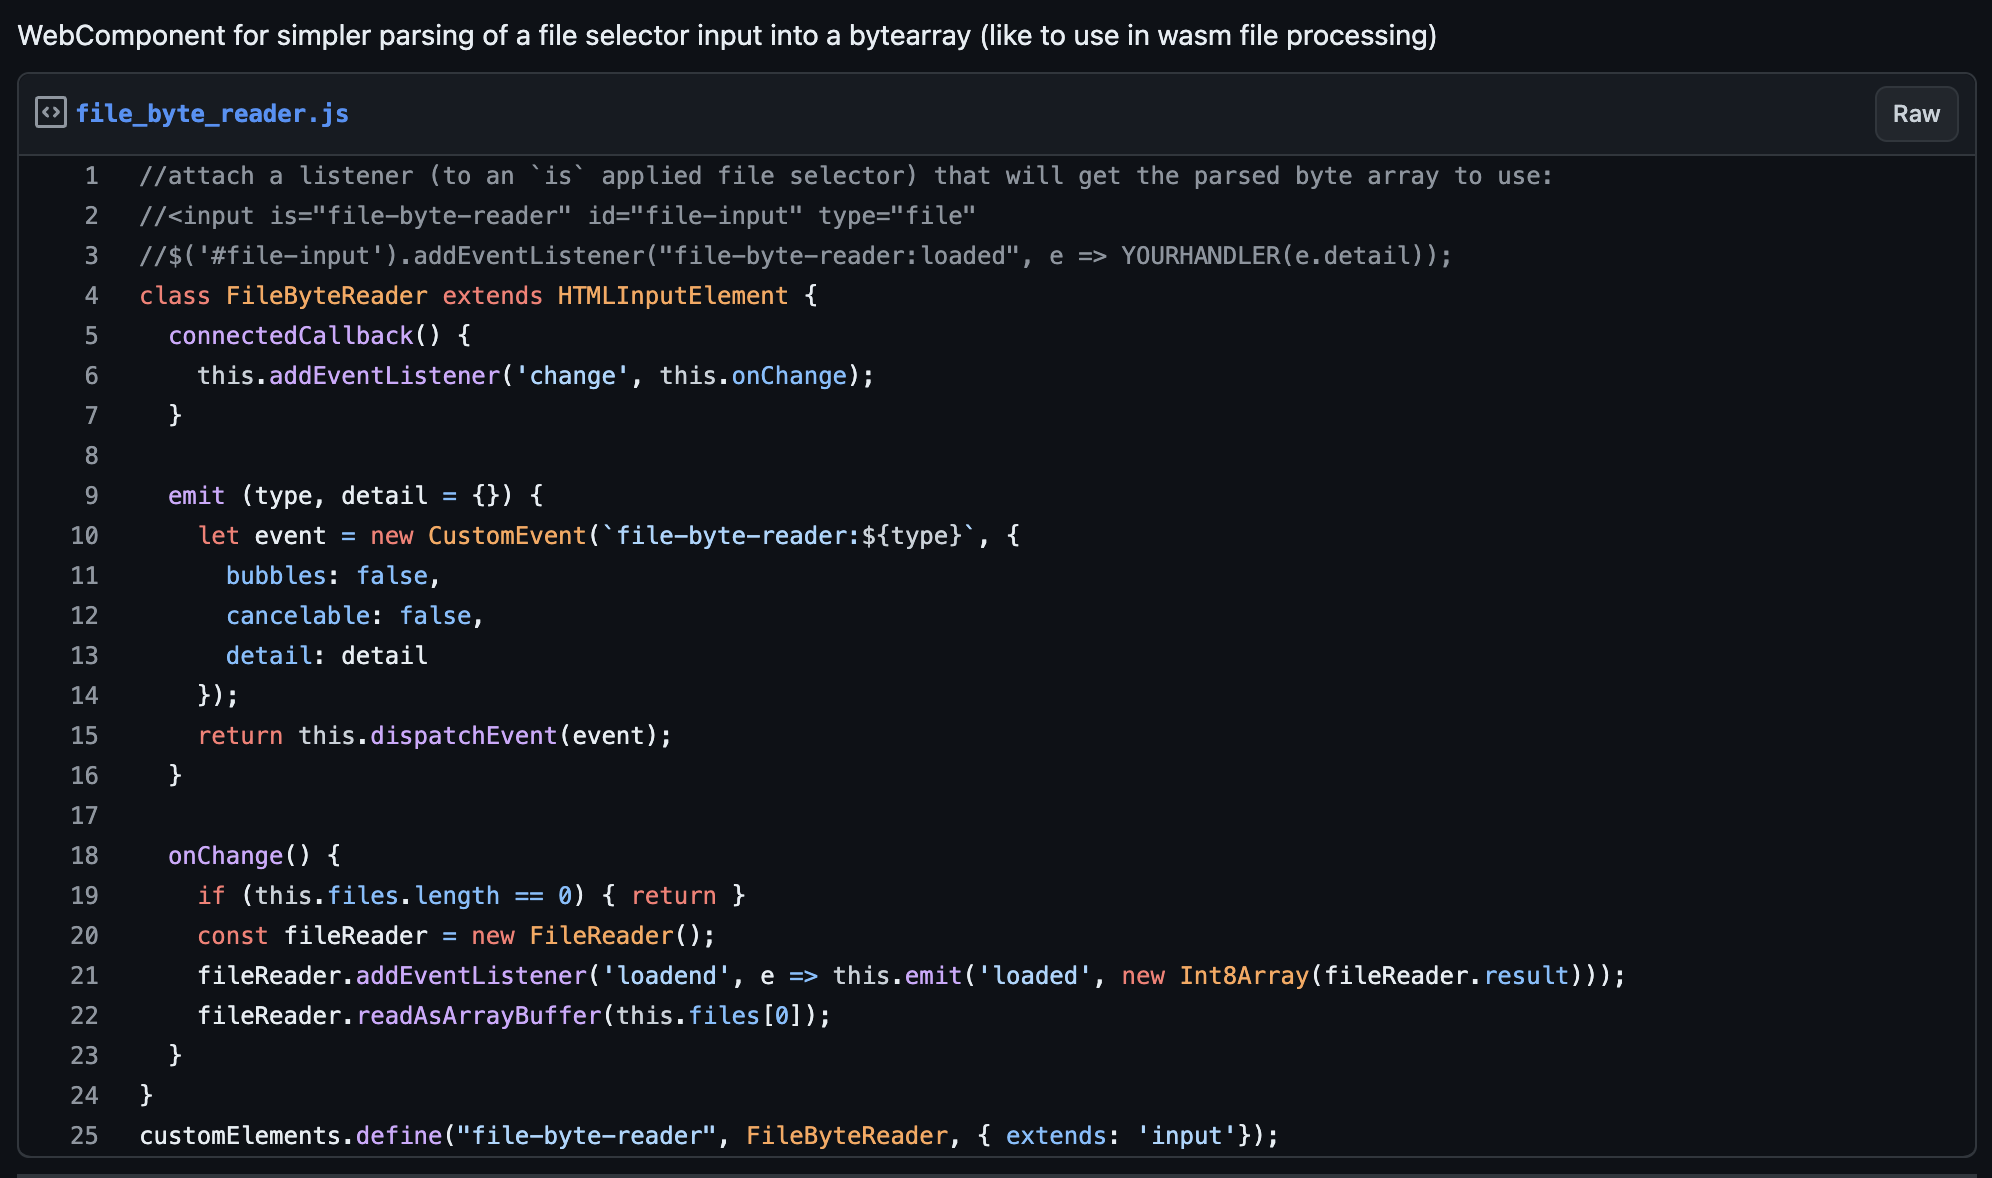 WebComponent for simpler parsing of a file selector input into a bytearray (like to use in wasm file processing)
file_byte_reader.js
Raw
1 //attach a listener (to an `is` applied file selector) that will get the parsed byte array to use:
2 //<input is="file-byte-reader" id="file-input" type="file"
3 //$('#file-input').addEventListener("file-byte-reader:loaded", e => YOURHANDLER(e.detail));
4 class FileByteReader extends HTMLInputElement {
5   connectedCallback() {
6     this.addEventListener('change', this.onChange);
7   }
8
9   emit (type, detail = {}) {
10     let event = new CustomEvent(`file-byte-reader:${type}`, {
11       bubbles: false,
12       cancelable: false,
13       detail: detail
14     });
15     return this.dispatchEvent(event);
16   }
17
18   onChange() {
19     if (this.files.length == 0) { return }
20     const fileReader = new FileReader();
21     fileReader.addEventListener('loadend', e => this.emit('loaded', new Int8Array(fileReader.result)));
22     fileReader.readAsArrayBuffer(this.files[0]);
23   }
24 }
25 customElements.define("file-byte-reader", FileByteReader, { extends: 'input'});